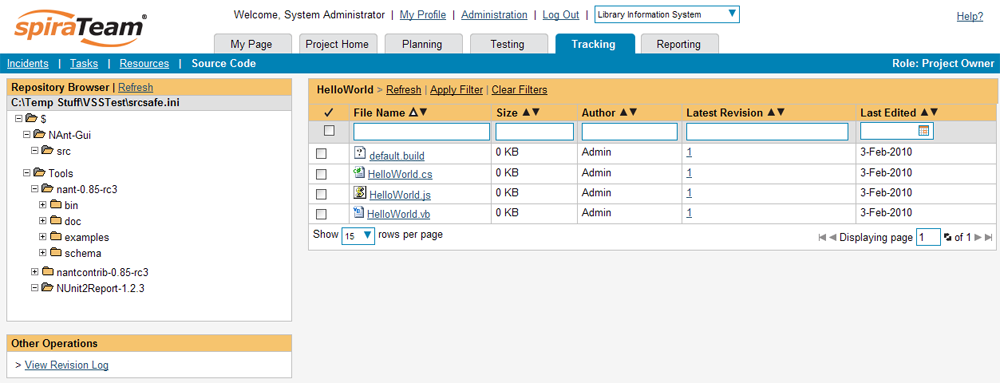 spiraTeam®
Welcome, System Administrator | My Profile | Administration | Log Out | Library Information System
Help?
My Page Project Home Planning Testing Tracking Reporting
Incidents | Tasks | Resources | Source Code Role: Project Owner
Repository Browser | Refresh
C:\Temp Stuff\VSSTest\srcsafe.ini
$
NAnt-Gui
src
Tools
nant-0.85-rc3
bin
doc
examples
schema
nantcontrib-0.85-rc3
NUnit2Report-1.2.3
Other Operations
> View Revision Log
HelloWorld > Refresh | Apply Filter | Clear Filters
✓ File Name Size Author Latest Revision Last Edited
default.build 0 KB Admin 1 3-Feb-2010
HelloWorld.cs 0 KB Admin 1 3-Feb-2010
HelloWorld.js 0 KB Admin 1 3-Feb-2010
HelloWorld.vb 0 KB Admin 1 3-Feb-2010
Show 15 rows per page Displaying page 1 of 1